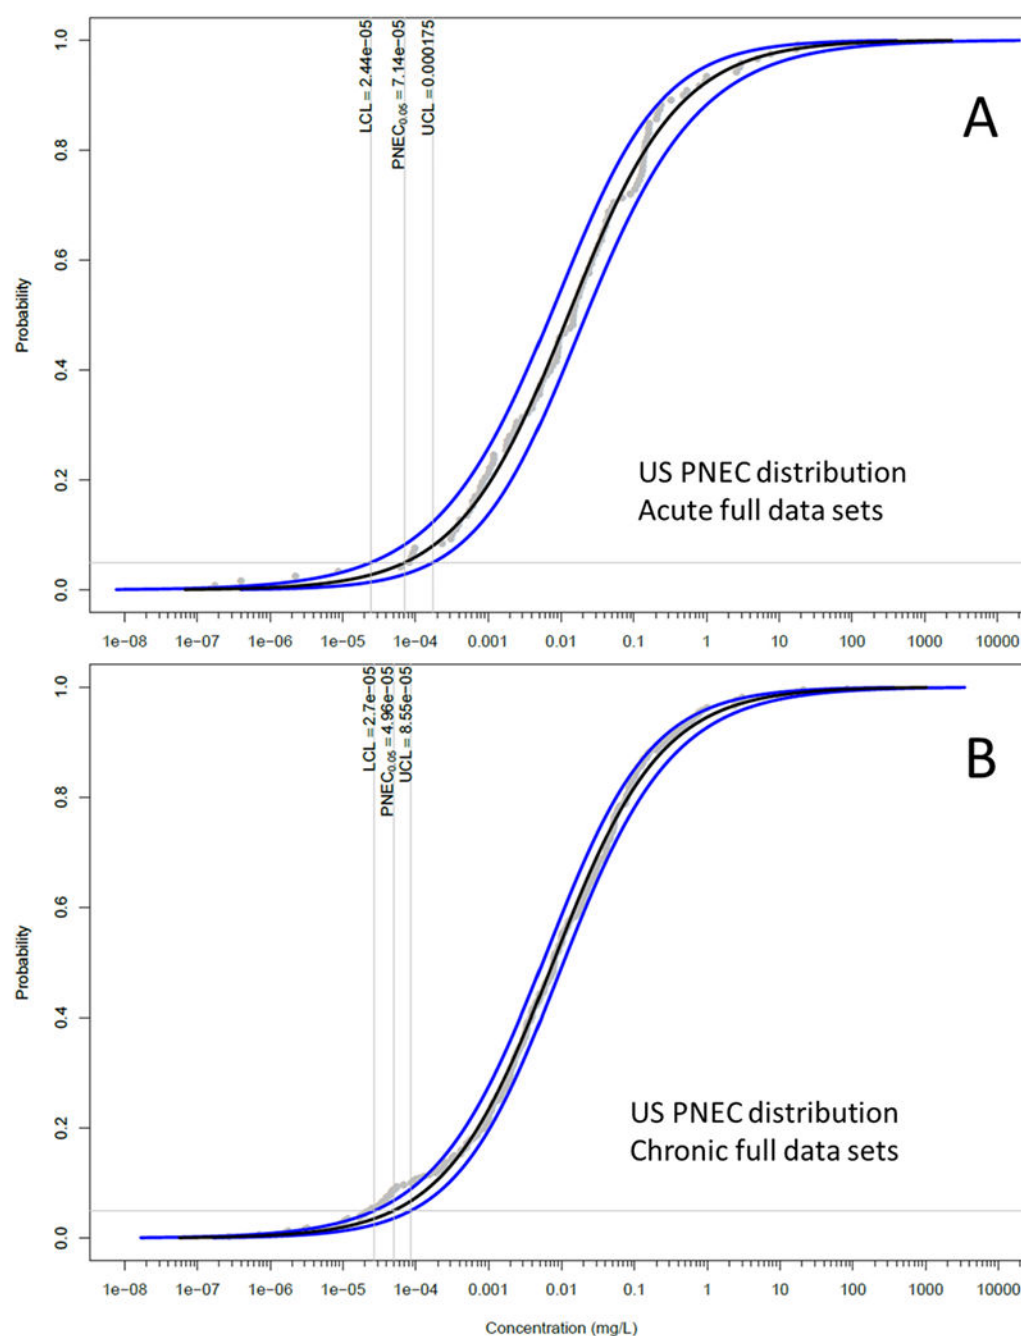 LCL = 2.44e-05
PNEC0.05 = 7.14e-05
UCL = 0.000175
A
1.0
0.8
0.6
0.4
0.2
0.0
Probability
US PNEC distribution
Acute full data sets
1e-08 1e-07 1e-06 1e-05 1e-04 0.001 0.01 0.1 1 10 100 1000 10000
LCL = 2.7e-05
PNEC0.05 = 4.96e-05
UCL = 8.55e-05
B
1.0
0.8
0.6
0.4
0.2
0.0
Probability
US PNEC distribution
Chronic full data sets
1e-08 1e-07 1e-06 1e-05 1e-04 0.001 0.01 0.1 1 10 100 1000 10000
Concentration (mg/L)